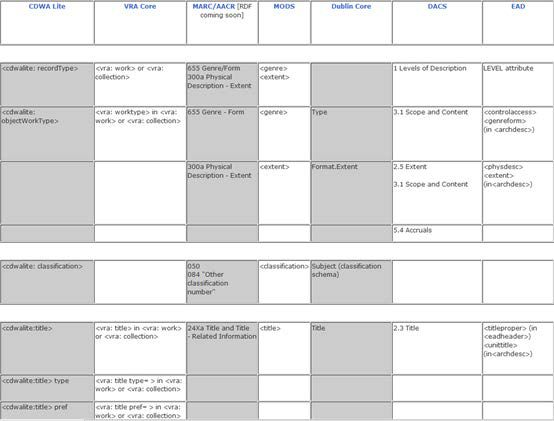 CDWA Lite
VRA Core
MARC/AACR [RDF
coming soon]
MODS
Dublin Core
DACS
EAD
<cdwalite: recordType>
<vra: work> or <vra:
collection>
655 Genre/Form
300a Physical
Description - Extent
<genre>
<extent>
1 Levels of Description
LEVEL attribute
<cdwalite:
objectWorkType>
<vra: worktype> in <vra:
work> or <vra: collection>
655 Genre - Form
<genre>
Type
3.1 Scope and Content
<controlaccess>
<genreform>
(in <archdesc>)
300a Physical
Description - Extent
<extent>
Format.Extent
2.5 Extent
3.1 Scope and Content
<physdesc>
<extent>
(in<archdesc>)
5.4 Accruals
<cdwalite: classification>
050
084 "Other
classification
number"
<classification>
Subject (classification
schema)
<cdwalite:title>
<vra: title> in <vra: work>
or <vra: collection>
24Xa Title and Title
- Related Information
<title>
Title
2.3 Title
<titleproper> (in
<eadheader>)
<unittitle>
(in<archdesc>)
<cdwalite:title> type
<vra: title type= > in <vra:
work> or <vra: collection>
<cdwalite:title> pref
<vra: title pref= > in <vra:
work> or <vra: collection>